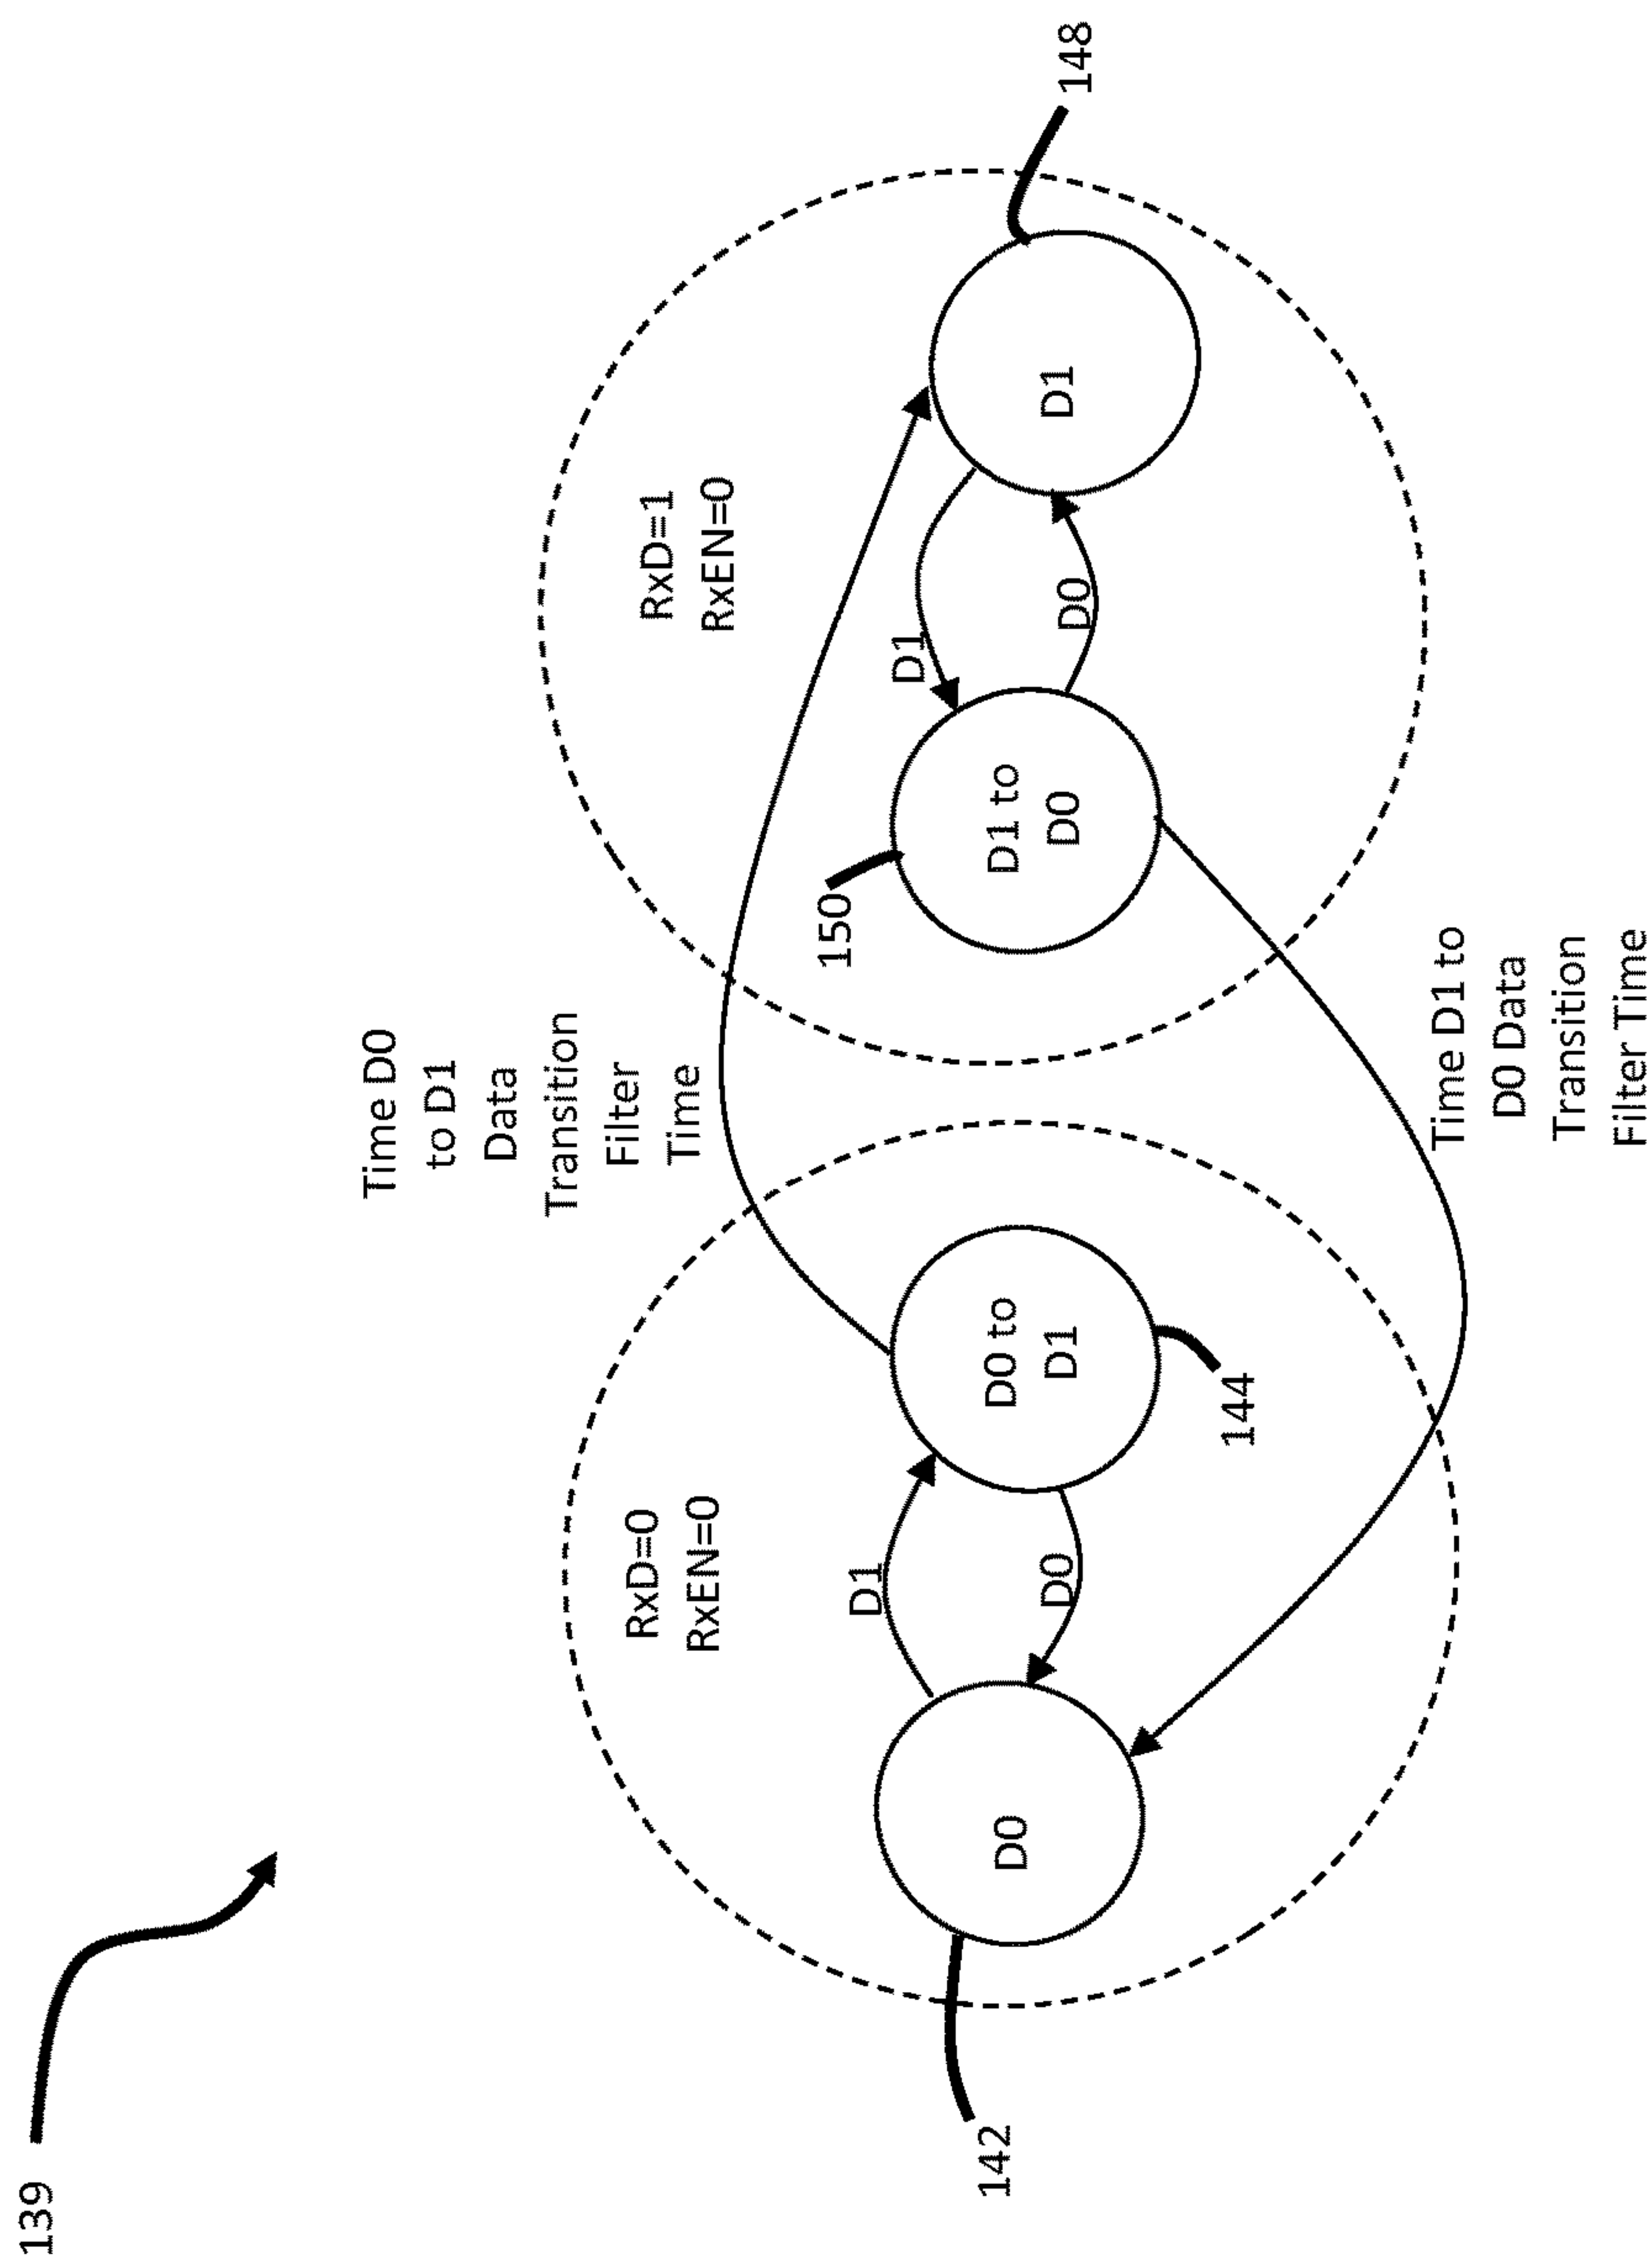 139
Time D0
to D1
Data
Transition
Filter
Time
RxD=0
RxEN=0
RxD=1
RxEN=0
D1
D1
150
142
D0
D0 to
D1
D1 to
D0
D1
148
D0
D0
144
Time D1 to
D0 Data
Transition
Filter Time